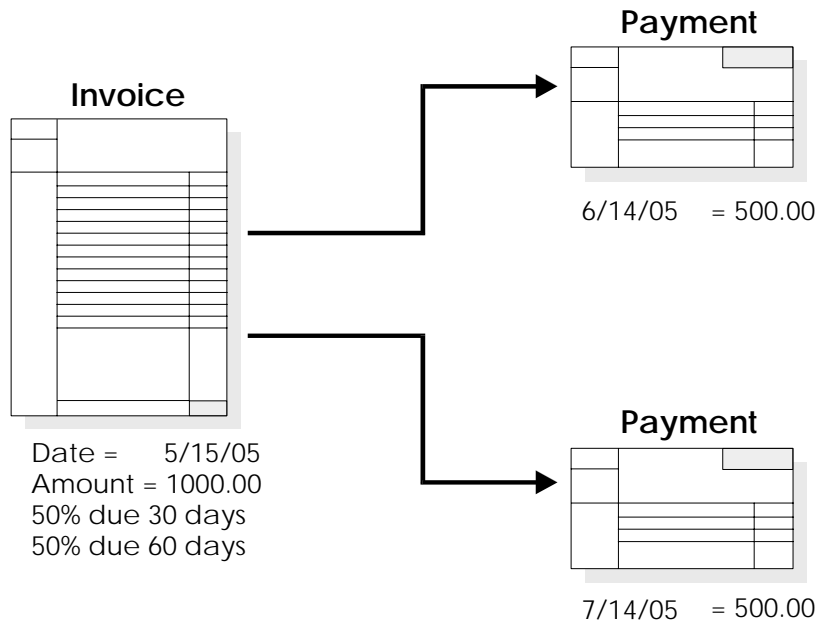 Invoice
Date = 5/15/05
Amount = 1000.00
50% due 30 days
50% due 60 days
Payment
6/14/05 = 500.00
Payment
7/14/05 = 500.00